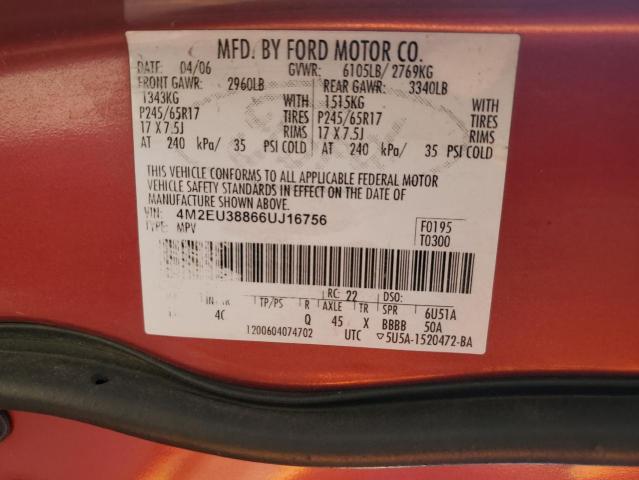 MFD. BY FORD MOTOR CO.
DATE: 04/06 GVWR: 6105LB/ 2769KG
FRONT GAWR: 2960LB REAR GAWR: 3340LB
1343KG WITH 1515KG WITH
P245/65R17 TIRES P245/65R17 TIRES
17 X 7.5J RIMS 17 X 7.5J RIMS
AT 240 kPa/ 35 PSI COLD AT 240 kPa/ 35 PSI COLD
THIS VEHICLE CONFORMS TO ALL APPLICABLE FEDERAL MOTOR
VEHICLE SAFETY STANDARDS IN EFFECT ON THE DATE OF
MANUFACTURE SHOWN ABOVE.
VIN: 4M2EU38866UJ16756 F0195
TYPE: MPV T0300
RC: 22 DSO:
TP/PS R AXLE TR SPR 6U51A
4C Q 45 X BBBB 50A
1200604074702 UTC ▽5U5A-1520472-BA